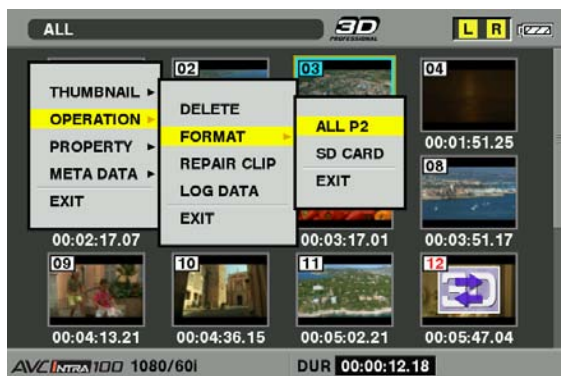 ALL
3D
PROFESSIONAL
L R
THUMBNAIL
OPERATION
PROPERTY
META DATA
EXIT
DELETE
FORMAT
REPAIR CLIP
LOG DATA
EXIT
ALL P2
SD CARD
EXIT
02
03
04
00:01:51.25
08
00:02:17.07
00:03:17.01
00:03:51.17
09
10
11
12
3D
00:04:13.21
00:04:36.15
00:05:02.21
00:05:47.04
AVC INTRA 100 1080/60i
DUR 00:00:12.18